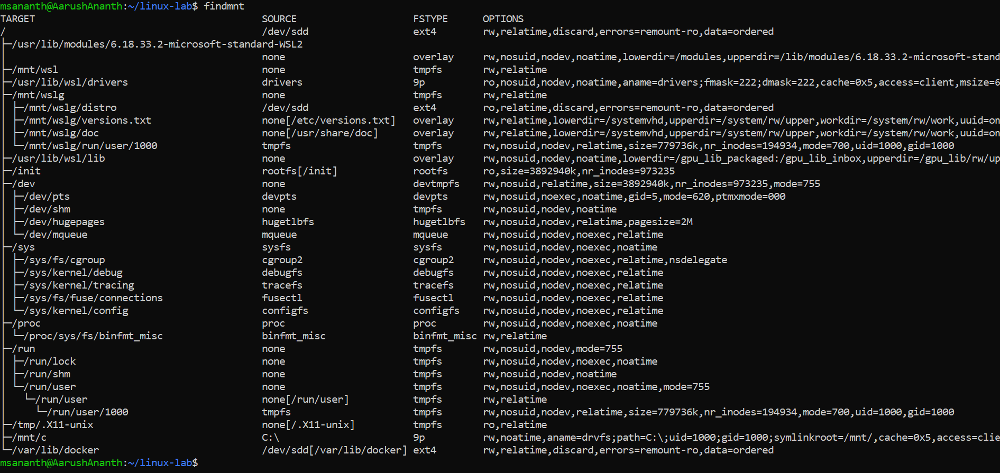 msananth@AarushAnanth:~/linux-lab$ findmnt
TARGET                                       SOURCE                    FSTYPE      OPTIONS
/                                            /dev/sdd                  ext4        rw,relatime,discard,errors=remount-ro,data=ordered
├─/usr/lib/modules/6.18.33.2-microsoft-standard-WSL2
│                                            none                      overlay     rw,nosuid,nodev,noatime,lowerdir=/modules,upperdir=/lib/modules/6.18.33.2-microsoft-stand
├─/mnt/wsl                                   none                      tmpfs       rw,relatime
├─/usr/lib/wsl/drivers                       drivers                   9p          ro,nosuid,nodev,noatime,aname=drivers;fmask=222;dmask=222,cache=0x5,access=client,msize=6
├─/mnt/wslg                                  none                      tmpfs       rw,relatime
│ ├─/mnt/wslg/distro                         /dev/sdd                  ext4        ro,relatime,discard,errors=remount-ro,data=ordered
│ ├─/mnt/wslg/versions.txt                   none[/etc/versions.txt]   overlay     rw,relatime,lowerdir=/systemvhd,upperdir=/system/rw/upper,workdir=/system/rw/work,uuid=on
│ ├─/mnt/wslg/doc                            none[/usr/share/doc]      overlay     rw,relatime,lowerdir=/systemvhd,upperdir=/system/rw/upper,workdir=/system/rw/work,uuid=on
│ └─/mnt/wslg/run/user/1000                  tmpfs                     tmpfs       rw,nosuid,nodev,relatime,size=779736k,nr_inodes=194934,mode=700,uid=1000,gid=1000
├─/usr/lib/wsl/lib                           none                      overlay     rw,nosuid,nodev,noatime,lowerdir=/gpu_lib_packaged:/gpu_lib_inbox,upperdir=/gpu_lib/rw/up
├─/init                                      rootfs[/init]             rootfs      ro,size=3892940k,nr_inodes=973235
├─/dev                                       none                      devtmpfs    rw,nosuid,relatime,size=3892940k,nr_inodes=973235,mode=755
│ ├─/dev/pts                                 devpts                    devpts      rw,nosuid,noexec,noatime,gid=5,mode=620,ptmxmode=000
│ ├─/dev/shm                                 none                      tmpfs       rw,nosuid,nodev,noatime
│ ├─/dev/hugepages                           hugetlbfs                 hugetlbfs   rw,nosuid,nodev,relatime,pagesize=2M
│ └─/dev/mqueue                              mqueue                    mqueue      rw,nosuid,nodev,noexec,relatime
├─/sys                                       sysfs                     sysfs       rw,nosuid,nodev,noexec,noatime
│ ├─/sys/fs/cgroup                           cgroup2                   cgroup2     rw,nosuid,nodev,noexec,relatime,nsdelegate
│ ├─/sys/kernel/debug                        debugfs                   debugfs     rw,nosuid,nodev,noexec,relatime
│ ├─/sys/kernel/tracing                      tracefs                   tracefs     rw,nosuid,nodev,noexec,relatime
│ ├─/sys/fs/fuse/connections                 fusectl                   fusectl     rw,nosuid,nodev,noexec,relatime
│ └─/sys/kernel/config                       configfs                  configfs    rw,nosuid,nodev,noexec,relatime
├─/proc                                      proc                      proc        rw,nosuid,nodev,noexec,noatime
│ └─/proc/sys/fs/binfmt_misc                 binfmt_misc               binfmt_misc rw,relatime
├─/run                                       none                      tmpfs       rw,nosuid,nodev,mode=755
│ ├─/run/lock                                none                      tmpfs       rw,nosuid,nodev,noexec,noatime
│ ├─/run/shm                                 none                      tmpfs       rw,nosuid,nodev,noatime
│ └─/run/user                                none                      tmpfs       rw,nosuid,nodev,noexec,noatime,mode=755
│   └─/run/user                              none[/run/user]           tmpfs       rw,relatime
│     └─/run/user/1000                       tmpfs                     tmpfs       rw,nosuid,nodev,relatime,size=779736k,nr_inodes=194934,mode=700,uid=1000,gid=1000
├─/tmp/.X11-unix                             none[/.X11-unix]          tmpfs       ro,relatime
├─/mnt/c                                     C:\                       9p          rw,noatime,aname=drvfs;path=C:\;uid=1000;gid=1000;symlinkroot=/mnt/,cache=0x5,access=clie
└─/var/lib/docker                            /dev/sdd[/var/lib/docker] ext4        rw,relatime,discard,errors=remount-ro,data=ordered
msananth@AarushAnanth:~/linux-lab$